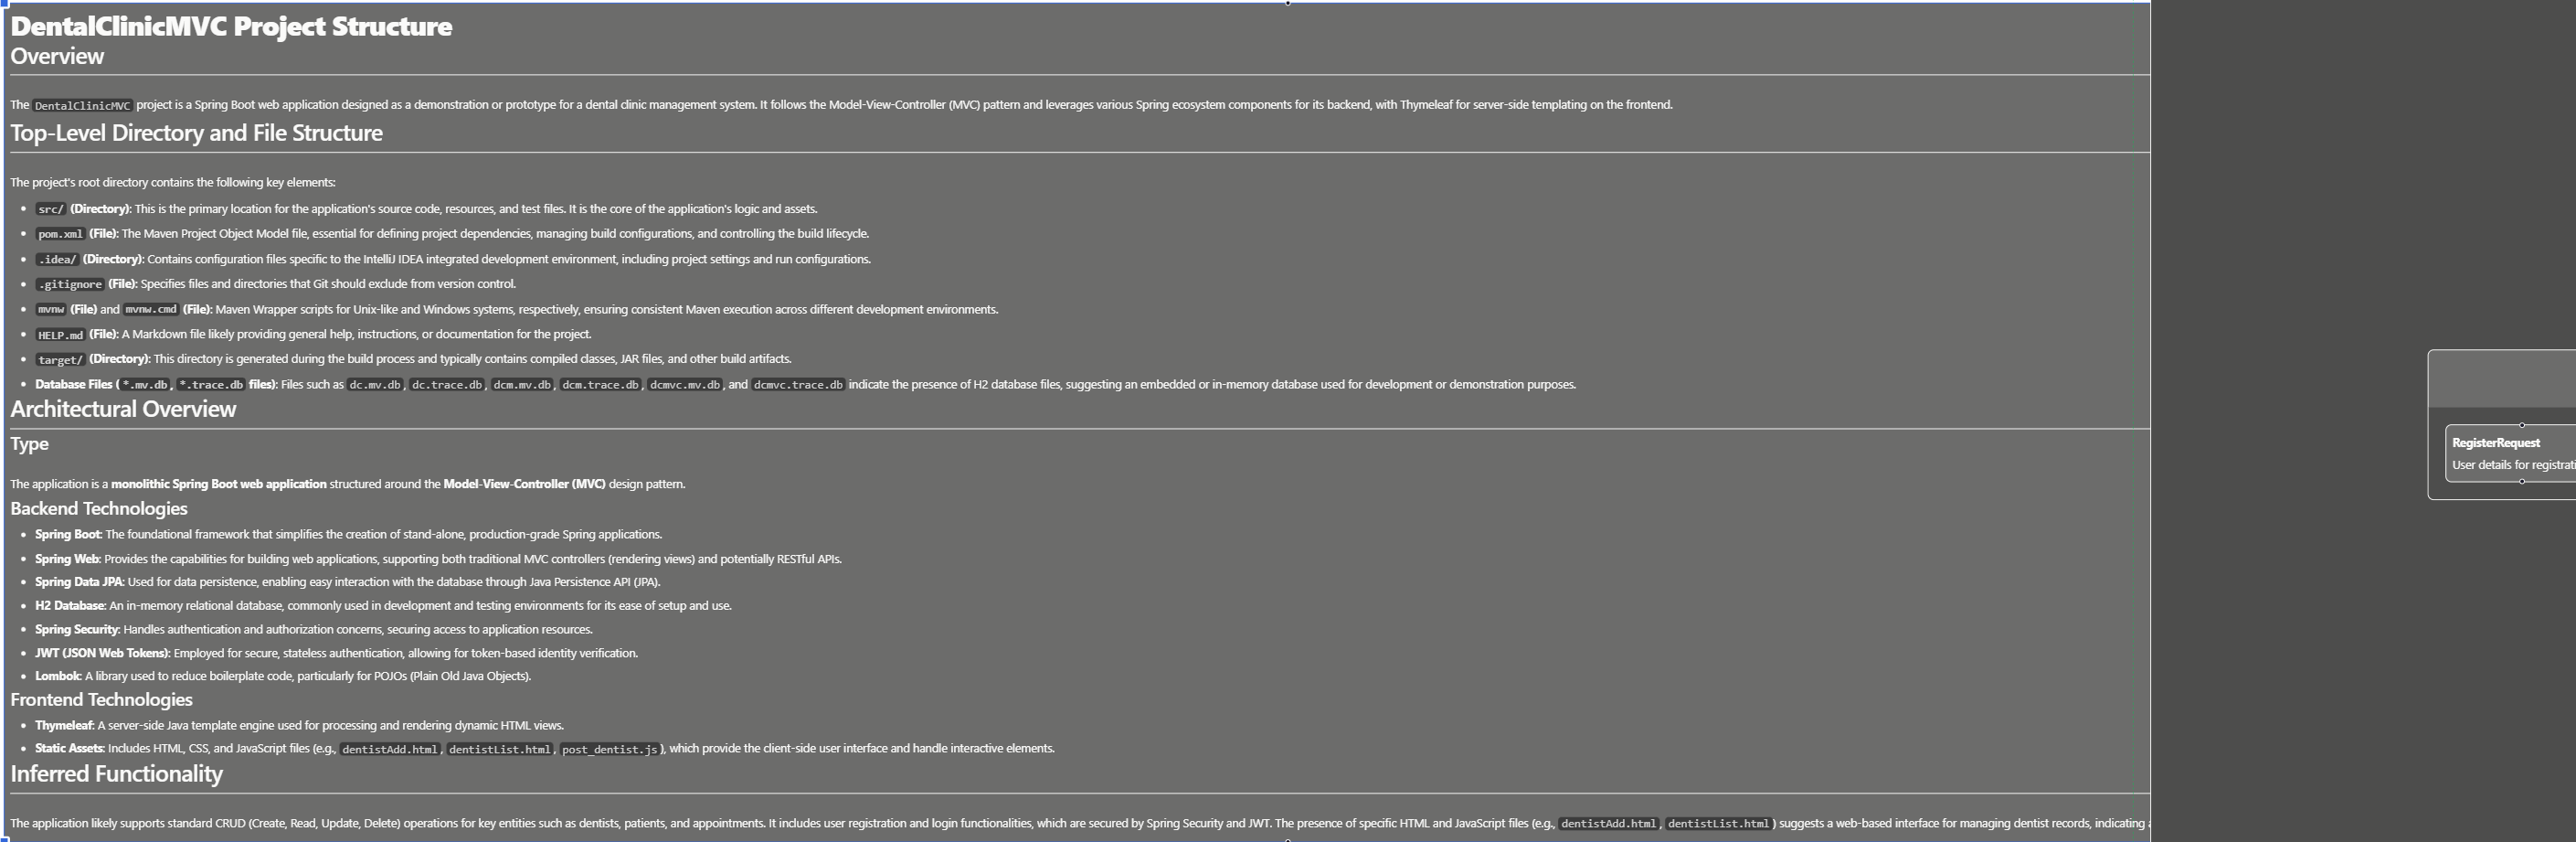 DentalClinicMVC Project Structure
Overview
The DentalClinicMVC project is a Spring Boot web application designed as a demonstration or prototype for a dental clinic management system. It follows the Model-View-Controller (MVC) pattern and leverages various Spring ecosystem components for its backend, with Thymeleaf for server-side templating on the frontend.
Top-Level Directory and File Structure
The project's root directory contains the following key elements:
• src/ (Directory): This is the primary location for the application's source code, resources, and test files. It is the core of the application's logic and assets.
• pom.xml (File): The Maven Project Object Model file, essential for defining project dependencies, managing build configurations, and controlling the build lifecycle.
• .idea/ (Directory): Contains configuration files specific to the IntelliJ IDEA integrated development environment, including project settings and run configurations.
• .gitignore (File): Specifies files and directories that Git should exclude from version control.
• mvnw (File) and mvnw.cmd (File): Maven Wrapper scripts for Unix-like and Windows systems, respectively, ensuring consistent Maven execution across different development environments.
• HELP.md (File): A Markdown file likely providing general help, instructions, or documentation for the project.
• target/ (Directory): This directory is generated during the build process and typically contains compiled classes, JAR files, and other build artifacts.
• Database Files (*.mv.db, *.trace.db files): Files such as dc.mv.db, dc.trace.db, dcm.mv.db, dcm.trace.db, dcmvc.mv.db, and dcmvc.trace.db indicate the presence of H2 database files, suggesting an embedded or in-memory database used for development or demonstration purposes.
Architectural Overview
Type
The application is a monolithic Spring Boot web application structured around the Model-View-Controller (MVC) design pattern.
RegisterRequest
User details for registrati
Backend Technologies
• Spring Boot: The foundational framework that simplifies the creation of stand-alone, production-grade Spring applications.
• Spring Web: Provides the capabilities for building web applications, supporting both traditional MVC controllers (rendering views) and potentially RESTful APIs.
• Spring Data JPA: Used for data persistence, enabling easy interaction with the database through Java Persistence API (JPA).
• H2 Database: An in-memory relational database, commonly used in development and testing environments for its ease of setup and use.
• Spring Security: Handles authentication and authorization concerns, securing access to application resources.
• JWT (JSON Web Tokens): Employed for secure, stateless authentication, allowing for token-based identity verification.
• Lombok: A library used to reduce boilerplate code, particularly for POJOs (Plain Old Java Objects).
Frontend Technologies
• Thymeleaf: A server-side Java template engine used for processing and rendering dynamic HTML views.
• Static Assets: Includes HTML, CSS, and JavaScript files (e.g., dentistAdd.html, dentistList.html, post_dentist.js), which provide the client-side user interface and handle interactive elements.
Inferred Functionality
The application likely supports standard CRUD (Create, Read, Update, Delete) operations for key entities such as dentists, patients, and appointments. It includes user registration and login functionalities, which are secured by Spring Security and JWT. The presence of specific HTML and JavaScript files (e.g., dentistAdd.html, dentistList.html) suggests a web-based interface for managing dentist records, indicating